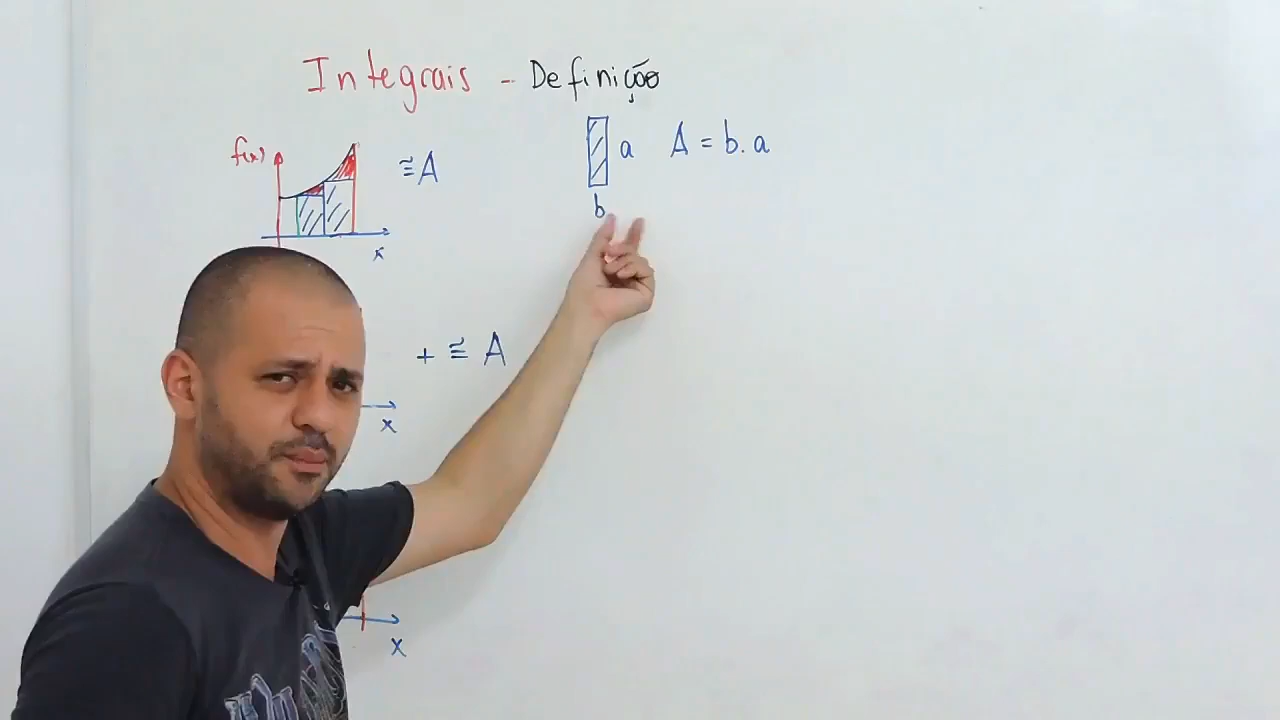 Integrais - Definição
f(x)
≅A
x
a
A = b.a
b
+ ≅ A
x
x